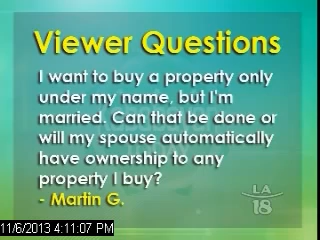 Viewer Questions
I want to buy a property only
under my name, but I'm
married. Can that be done or
will my spouse automatically
have ownership to any
property I buy?
- Martin G.
LA
18
11/6/2013 4:11:07 PM